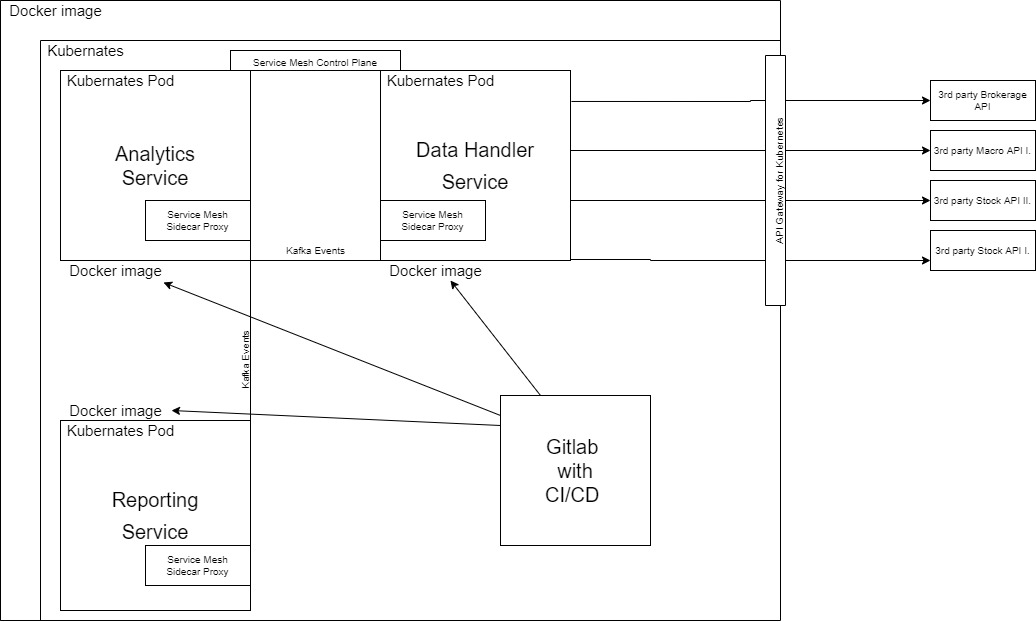 Docker image
Kubernates
Service Mesh Control Plane
Kubernates Pod
Kubernates Pod
3rd party Brokerage
API
Analytics
Service
Data Handler
Service
API Gateway for Kubernetes
3rd party Macro API I.
3rd party Stock API II.
Service Mesh
Sidecar Proxy
Service Mesh
Sidecar Proxy
Kafka Events
3rd party Stock API I.
Docker image
Docker image
Kafka Events
Docker image
Kubernates Pod
Gitlab
with
CI/CD
Reporting
Service
Service Mesh
Sidecar Proxy